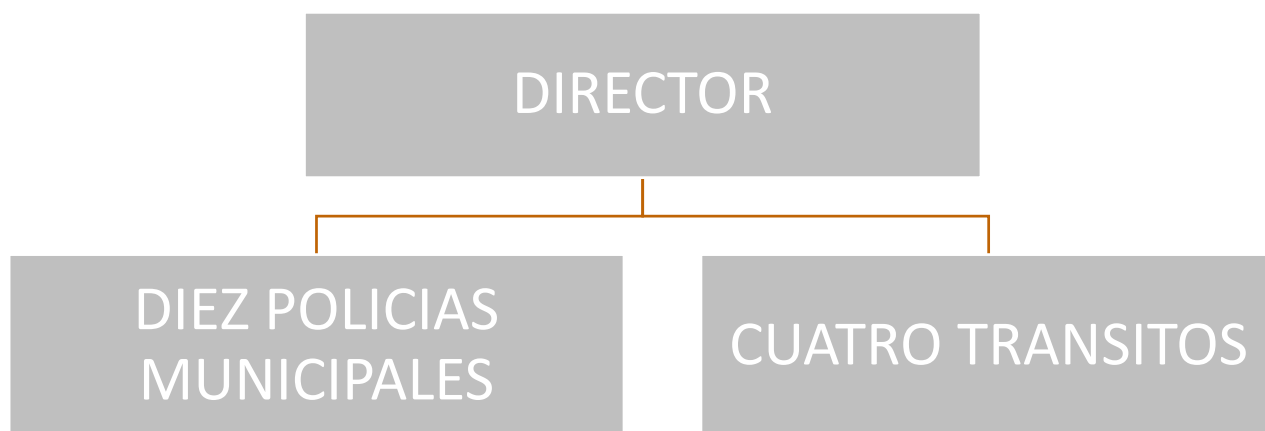 DIRECTOR
DIEZ POLICIAS
MUNICIPALES
CUATRO TRANSITOS